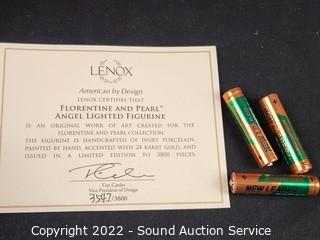 LENOX
American by Design
LENOX CERTIFIES THAT
FLORENTINE AND PEARL™
ANGEL LIGHTED FIGURINE
IS AN ORIGINAL WORK OF ART CREATED FOR THE
FLORENTINE AND PEARL COLLECTION.
THE FIGURINE IS HANDCRAFTED OF IVORY PORCELAIN,
PAINTED BY HAND, ACCENTED WITH 24 KARAT GOLD, AND
ISSUED IN A LIMITED EDITION TO 3800 PIECES.
Vice President of Design
3547/3800
NEW LEADER
Copyright 2022 - Sound Auction Service